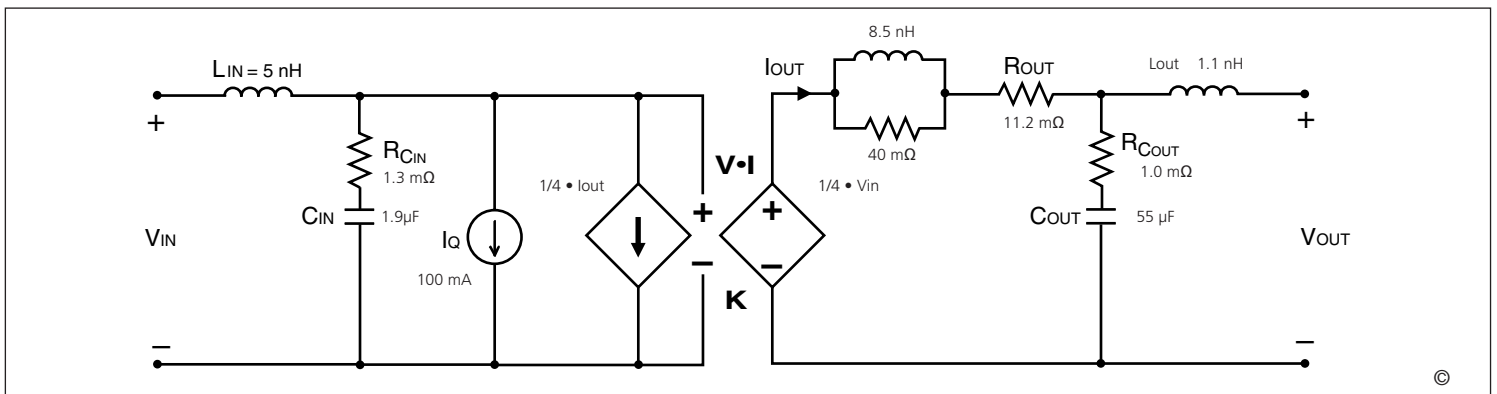 8.5 nH
LIN = 5 nH
IOUT
ROUT
Lout 1.1 nH
+
+
RCIN
1.3 mΩ
40 mΩ
11.2 mΩ
RCOUT
1.0 mΩ
V•I
1/4 • Iout
1/4 • Vin
CIN
1.9µF
+
+
COUT
55 µF
VIN
IQ
VOUT
100 mA
−
−
K
−
−
©